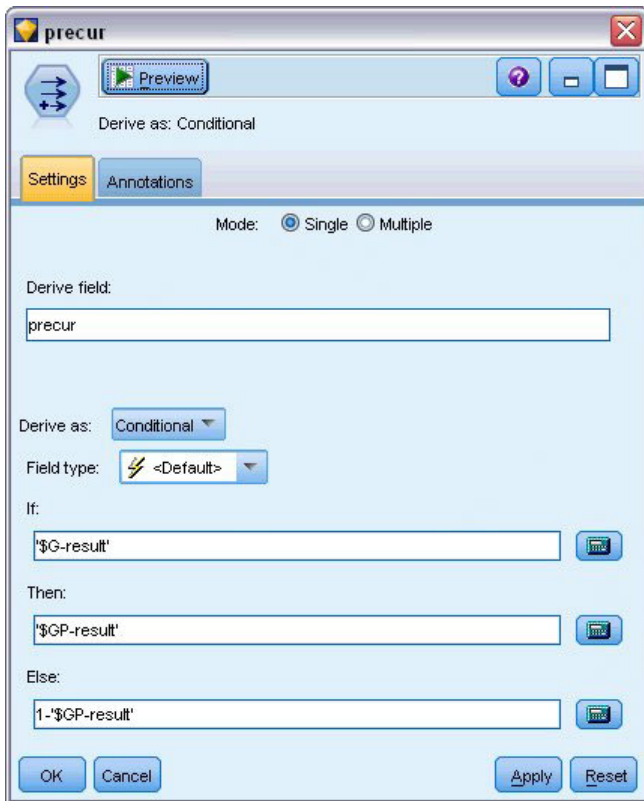 precur
Preview
Derive as: Conditional
Settings Annotations
Mode: Single Multiple
Derive field:
precur
Derive as: Conditional
Field type: <Default>
If:
'$G-result'
Then:
'$GP-result'
Else:
1-'$GP-result'
OK Cancel Apply Reset